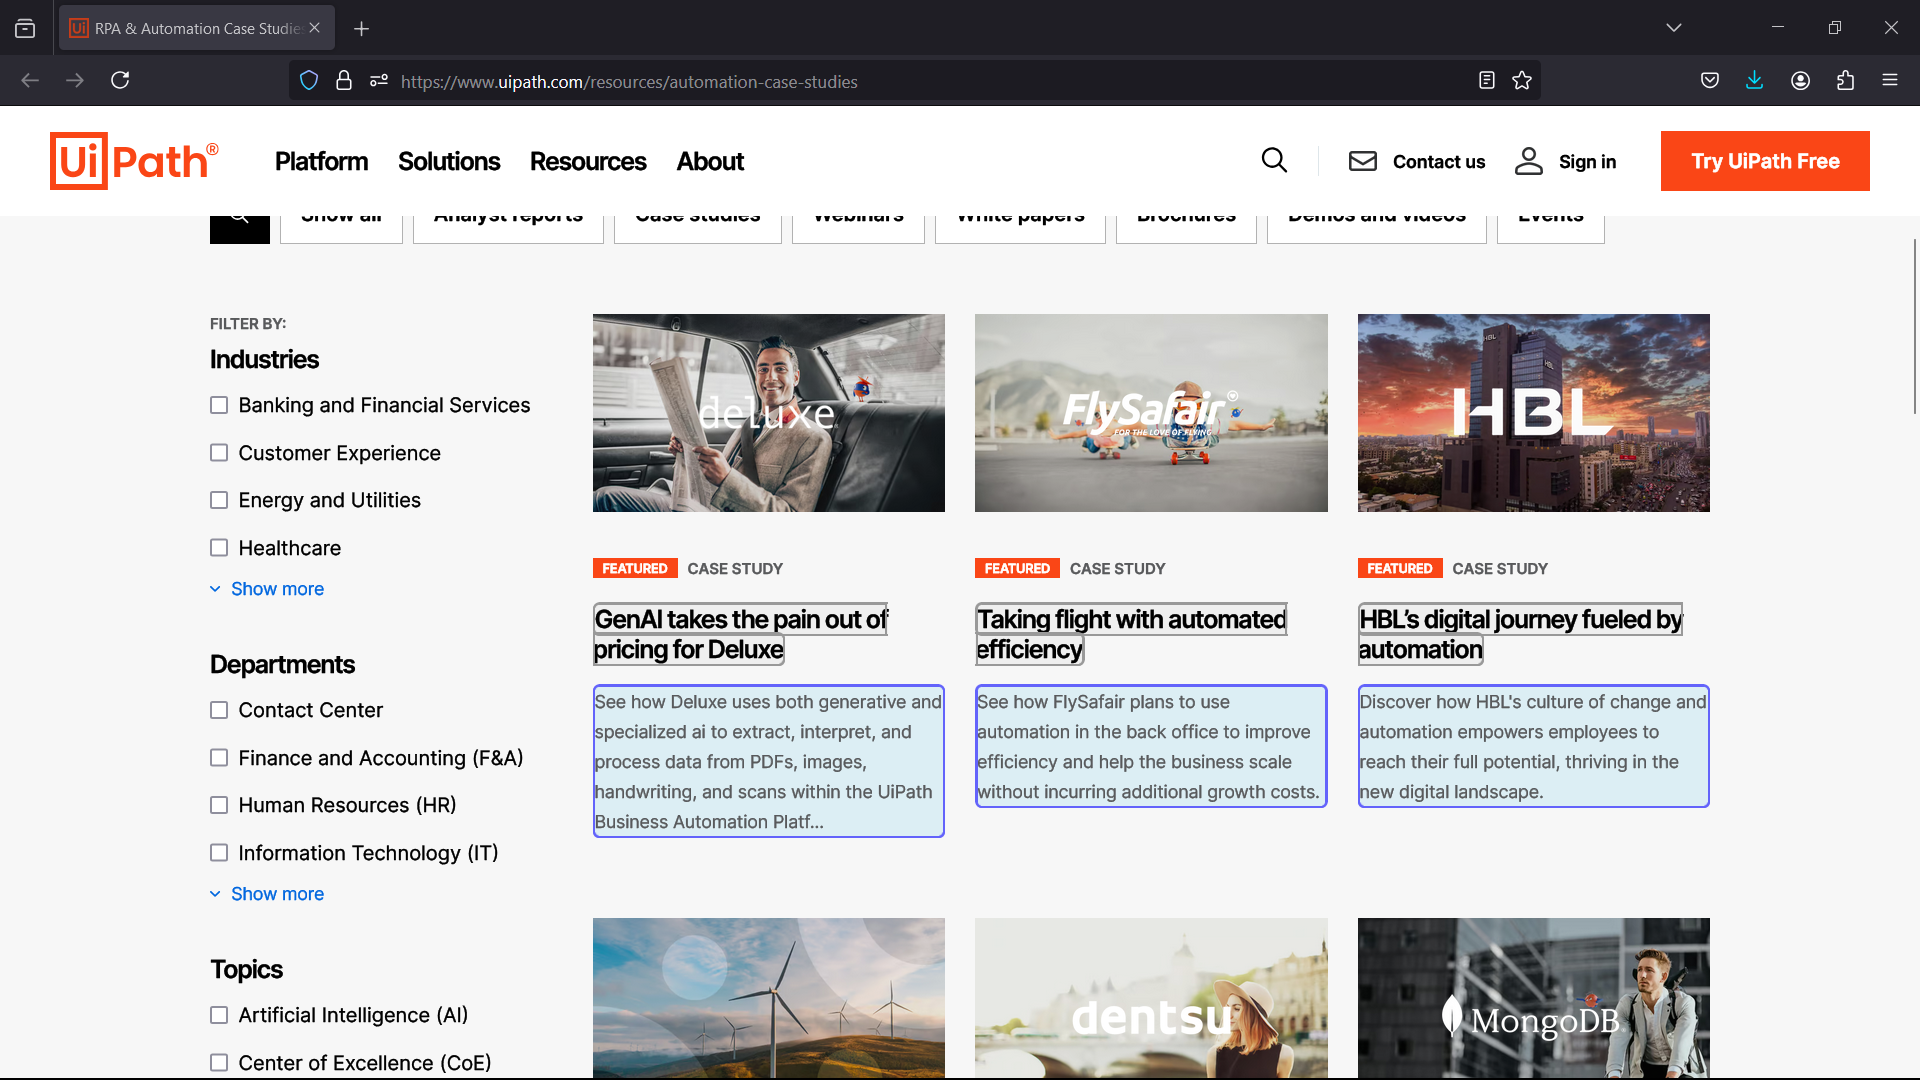 RPA & Automation Case Studies
https://www.uipath.com/resources/automation-case-studies
UiPath®
Platform
Solutions
Resources
About
Contact us
Sign in
Try UiPath Free
Show all
Analyst reports
Case studies
Webinars
White papers
Brochures
Demos and videos
Events
FILTER BY:
Industries
Banking and Financial Services
Customer Experience
Energy and Utilities
Healthcare
Show more
Departments
Contact Center
Finance and Accounting (F&A)
Human Resources (HR)
Information Technology (IT)
Show more
Topics
Artificial Intelligence (AI)
Center of Excellence (CoE)
deluxe
FEATURED CASE STUDY
GenAI takes the pain out of
pricing for Deluxe
See how Deluxe uses both generative and
specialized ai to extract, interpret, and
process data from PDFs, images,
handwriting, and scans within the UiPath
Business Automation Platf...
FlySafair
FOR THE LOVE OF FLYING
FEATURED CASE STUDY
Taking flight with automated
efficiency
See how FlySafair plans to use
automation in the back office to improve
efficiency and help the business scale
without incurring additional growth costs.
HBL
HBL
HBL
FEATURED CASE STUDY
HBL’s digital journey fueled by
automation
Discover how HBL's culture of change and
automation empowers employees to
reach their full potential, thriving in the
new digital landscape.
dentsu
MongoDB.